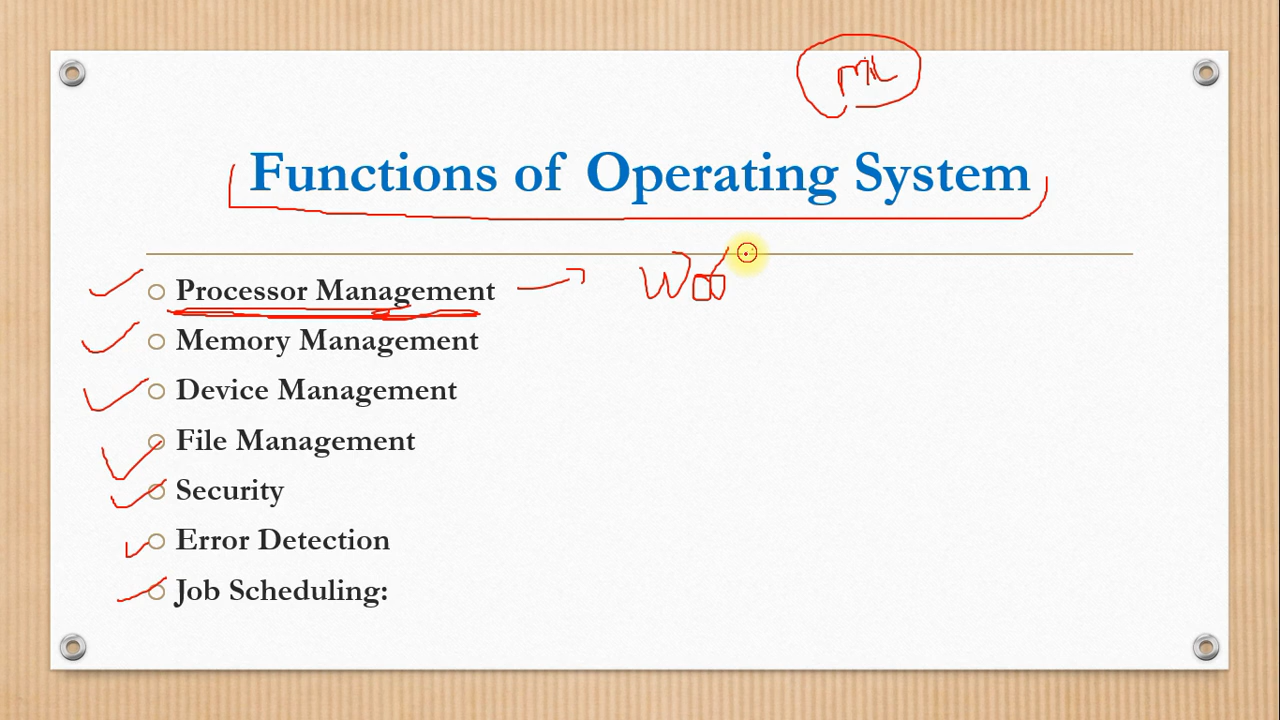 Functions of Operating System
Processor Management
Memory Management
Device Management
File Management
Security
Error Detection
Job Scheduling: